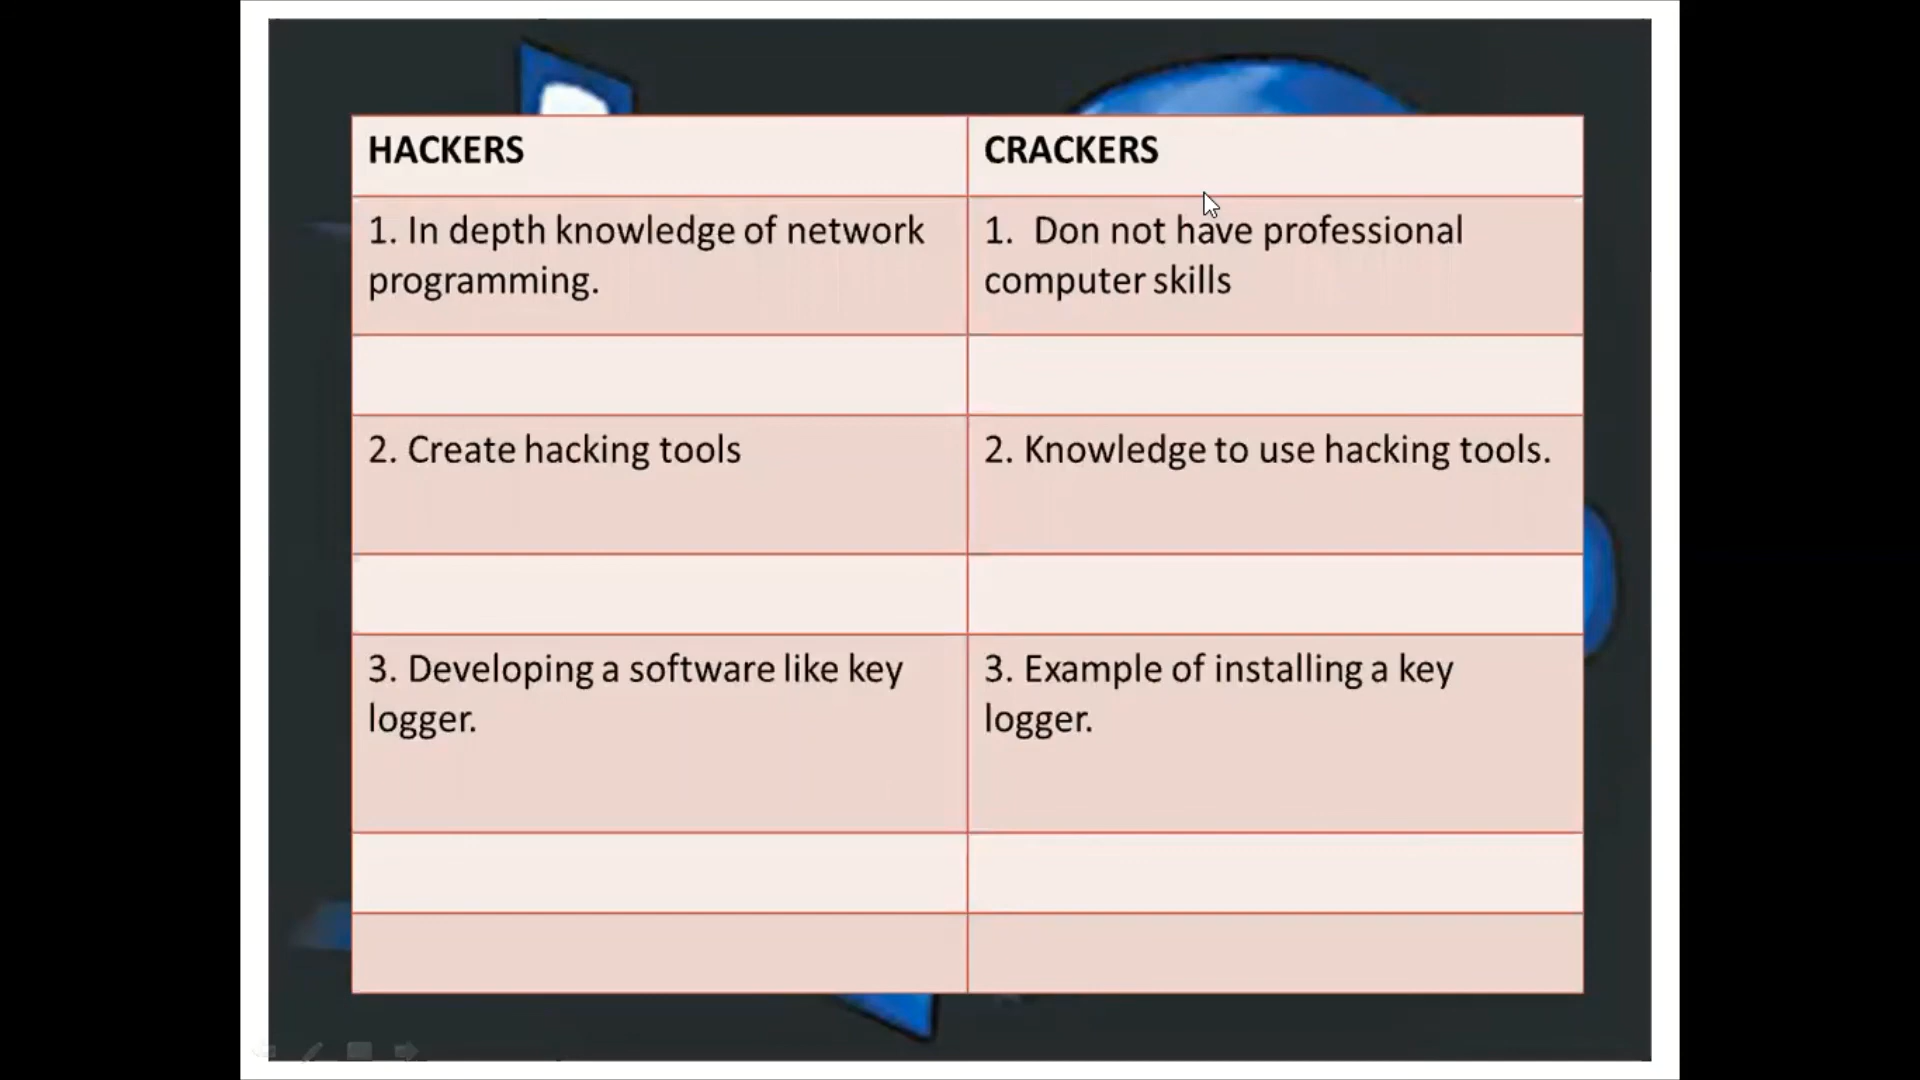 HACKERS
CRACKERS
1. In depth knowledge of network
programming.
1. Don not have professional
computer skills
2. Create hacking tools
2. Knowledge to use hacking tools.
3. Developing a software like key
logger.
3. Example of installing a key
logger.